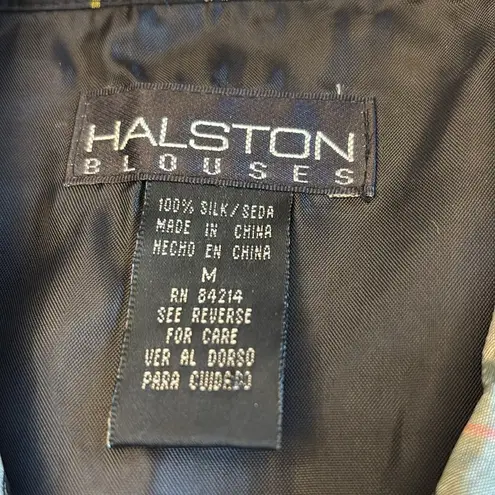 HALSTON
BLOUSES
100% SILK/SEDA
MADE IN CHINA
HECHO EN CHINA
M
RN 84214
SEE REVERSE
FOR CARE
VER AL DORSO
PARA CUIDADO